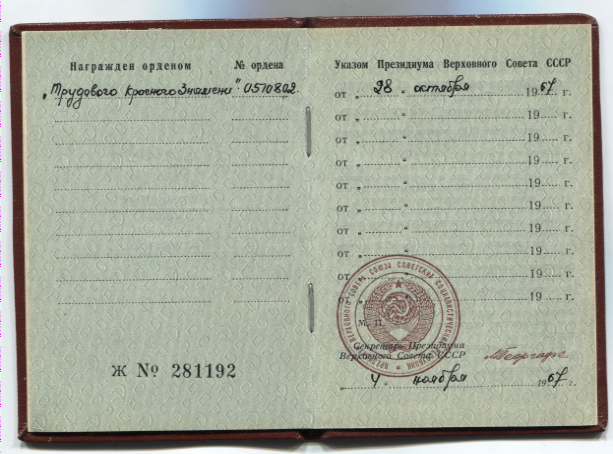 Награжден орденом № ордена
„Трудового Красного Знамени" 0510802.
Ж № 281192
Указом Президиума Верховного Совета СССР
от „ 28 " октября 1967 г.
от „ " 19 г.
от „ " 19 г.
от „ " 19 г.
от „ " 19 г.
от „ " 19 г.
от „ " 19 г.
от „ " 19 г.
от „ " 19 г.
от „ " 19 г.
М. П.
Секретарь Президиума
Верховного Совета СССР
4 ноября 1967 г.